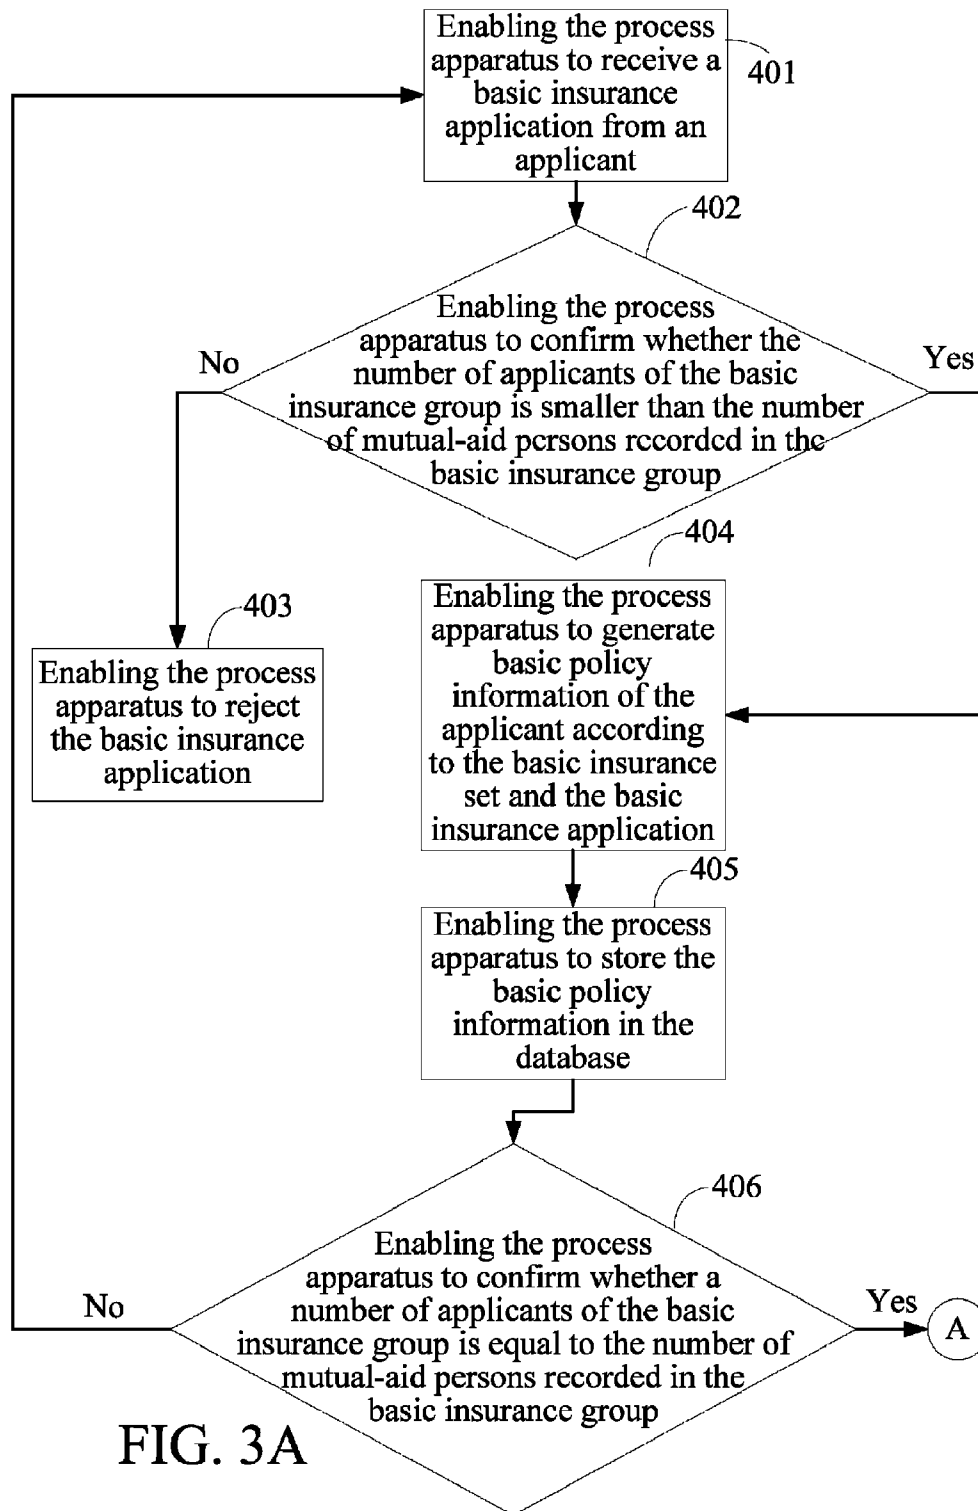 Enabling the process
apparatus to receive a
basic insurance
application from an
applicant
401
402
Enabling the process
apparatus to confirm whether the
number of applicants of the basic
insurance group is smaller than the number
of mutual-aid persons recorded in the
basic insurance group
No
Yes
404
403
Enabling the process
apparatus to reject
the basic insurance
application
Enabling the process
apparatus to generate
basic policy
information of the
applicant according
to the basic insurance
set and the basic
insurance application
405
Enabling the process
apparatus to store the
basic policy
information in the
database
406
Enabling the process
apparatus to confirm whether a
number of applicants of the basic
insurance group is equal to the number of
mutual-aid persons recorded in the
basic insurance group
No
Yes
A
FIG. 3A